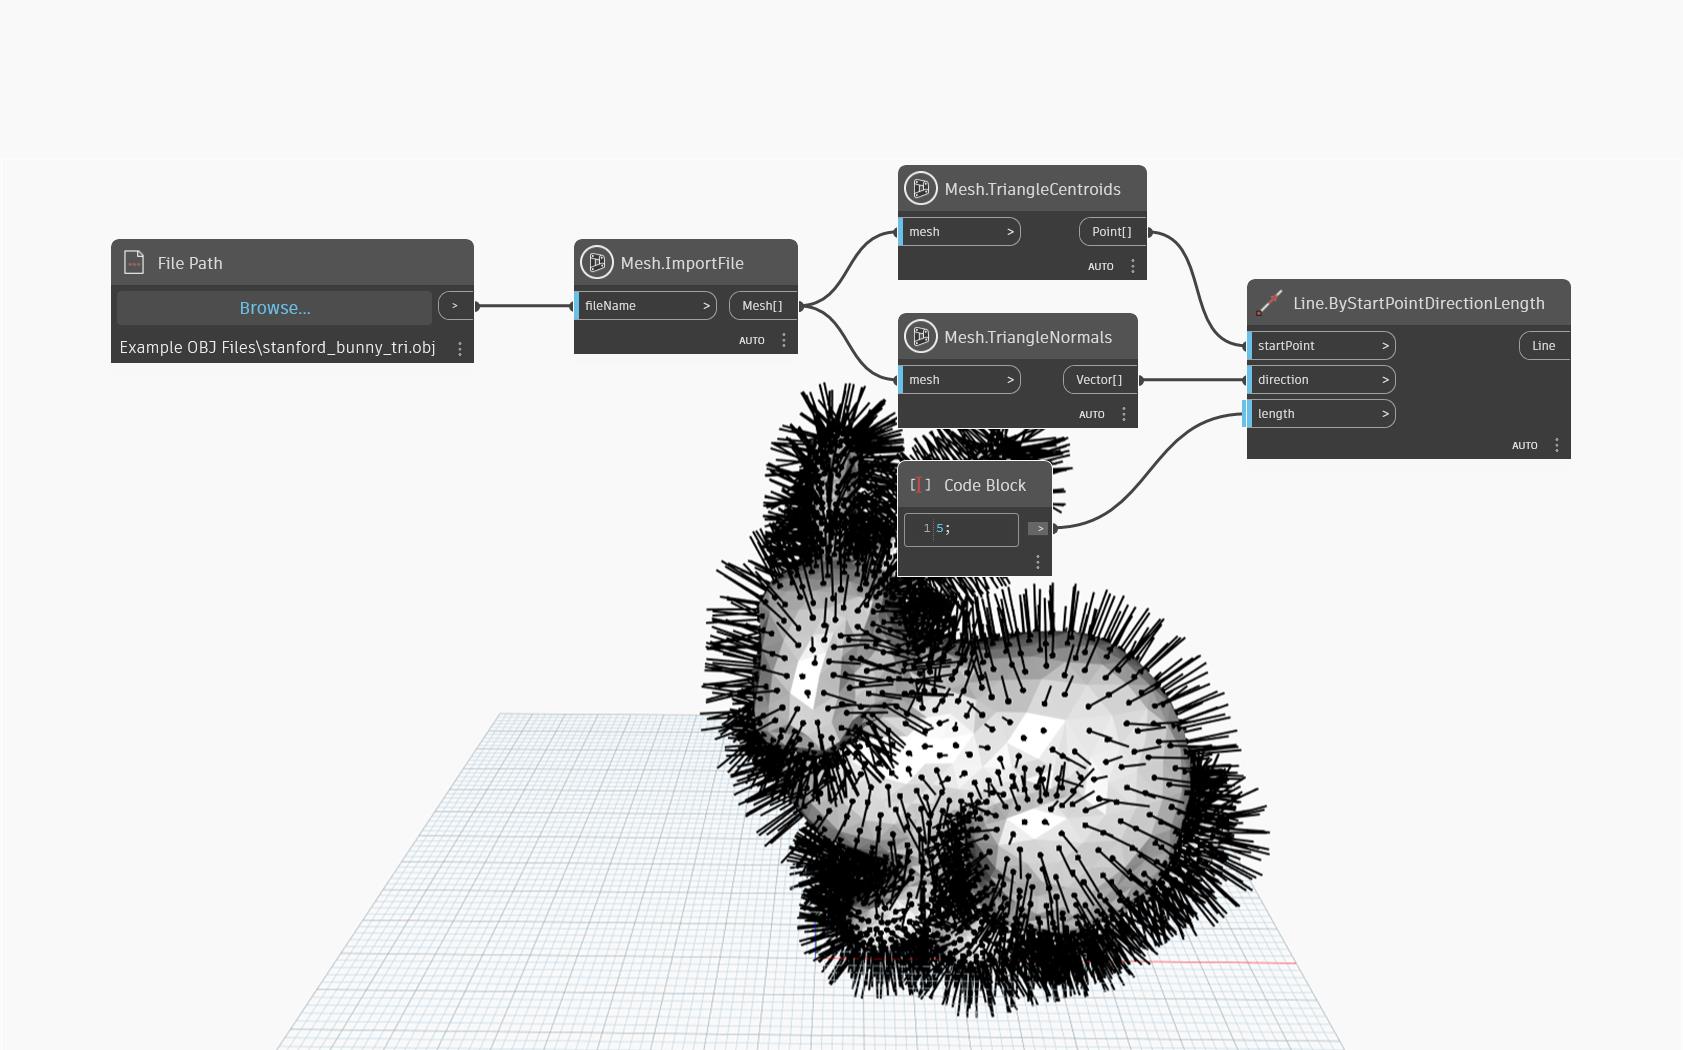 File Path
Browse...
>
Example OBJ Files\stanford_bunny_tri.obj
Mesh.ImportFile
fileName >
Mesh[]
AUTO
Mesh.TriangleCentroids
mesh >
Point[]
AUTO
Mesh.TriangleNormals
mesh >
Vector[]
AUTO
Code Block
1 5;
>
Line.ByStartPointDirectionLength
startPoint >
Line
direction >
length >
AUTO